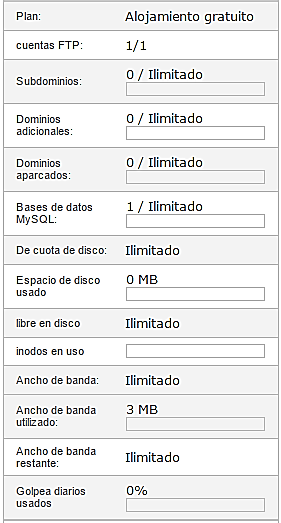 Plan: Alojamiento gratuito
cuentas FTP: 1/1
Subdominios: 0 / Ilimitado
Dominios
adicionales: 0 / Ilimitado
Dominios
aparcados: 0 / Ilimitado
Bases de datos
MySQL: 1 / Ilimitado
De cuota de disco: Ilimitado
Espacio de disco
usado 0 MB
libre en disco Ilimitado
inodos en uso
Ancho de banda: Ilimitado
Ancho de banda
utilizado: 3 MB
Ancho de banda
restante: Ilimitado
Golpea diarios
usados 0%